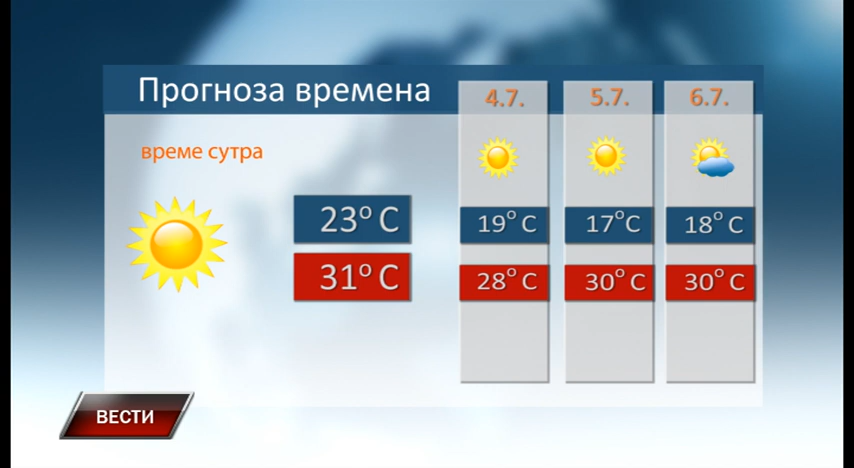 Прогноза времена
време сутра
23° C
31° C
4.7.
19° C
28° C
5.7.
17°C
30° C
6.7.
18° C
30° C
ВЕСТИ